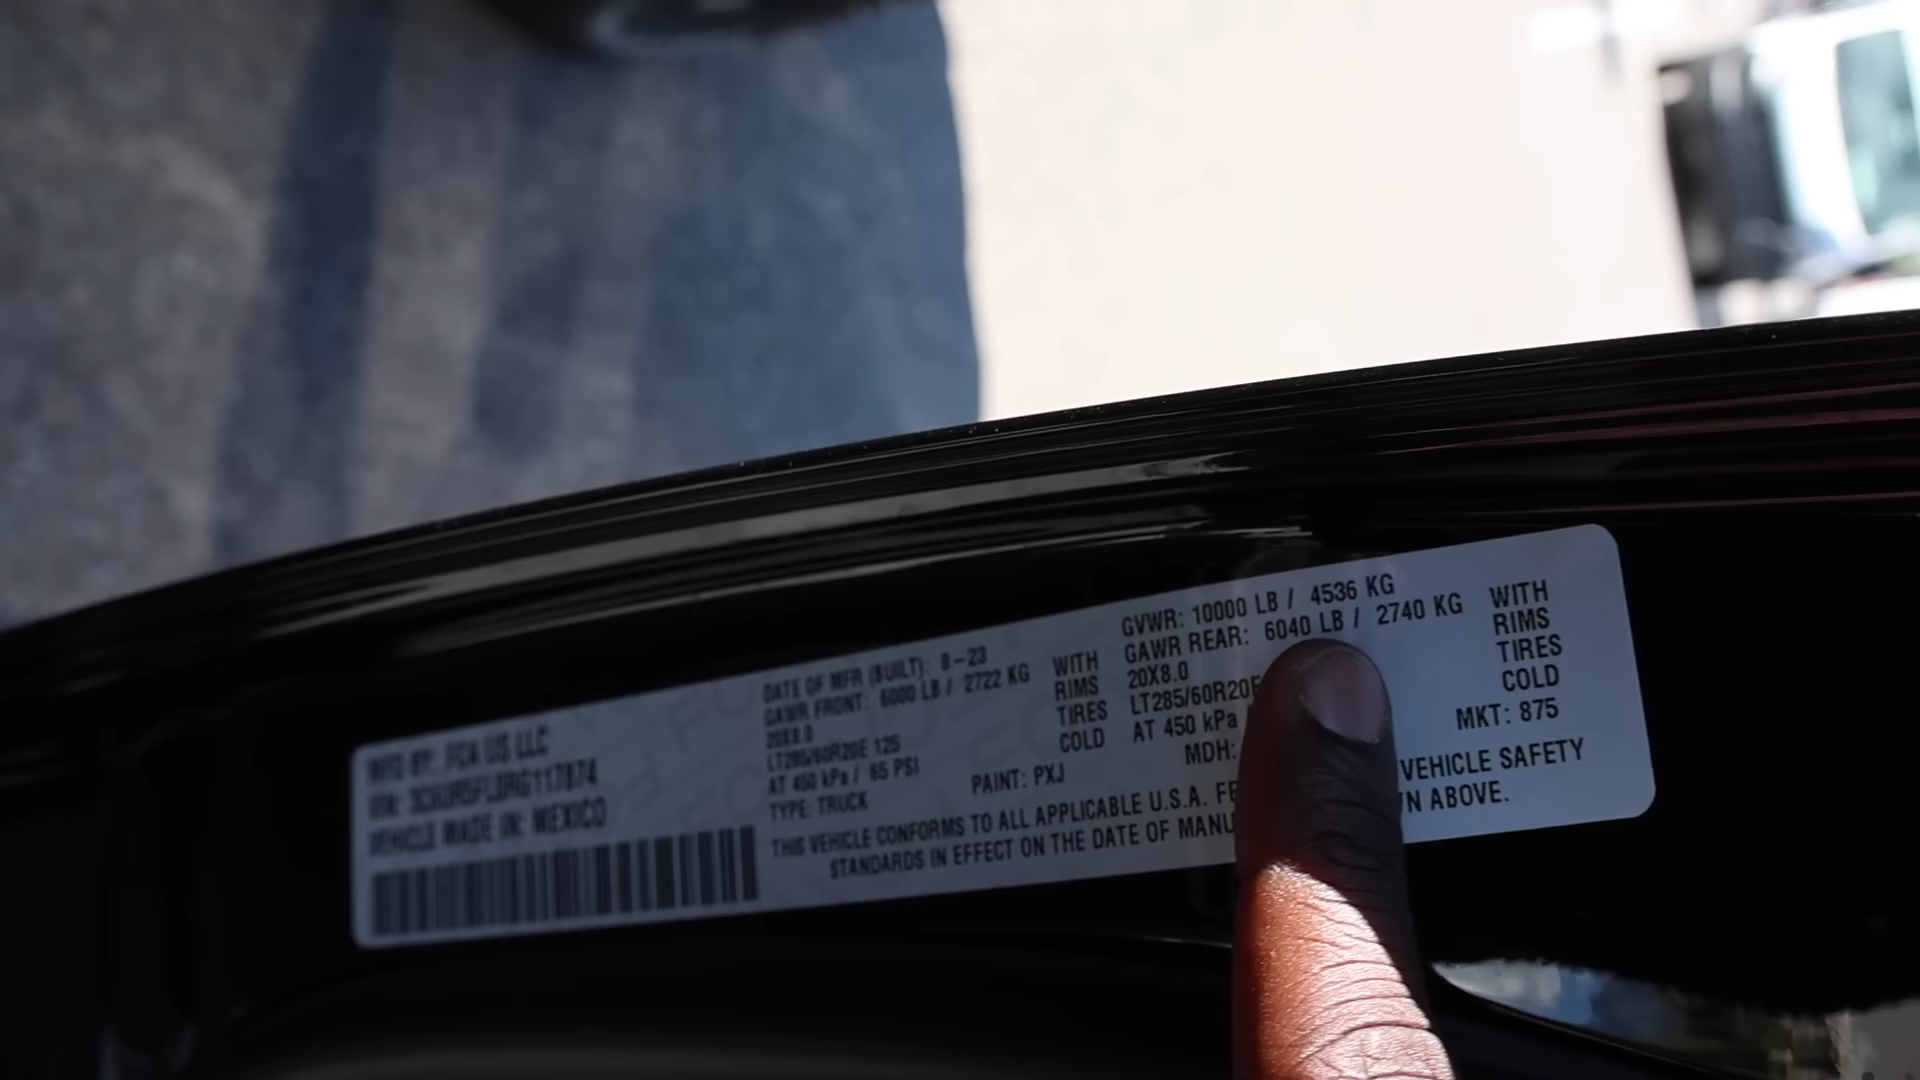 MFD BY: FCA US LLC
VEHICLE MADE IN: MEXICO
DATE OF MFR (BUILT): 8-23
GAWR FRONT: 6000 LB / 2722 KG
20X8.0
LT285/60R20E 125
AT 450 kPa / 65 PSI
TYPE: TRUCK
WITH
RIMS
TIRES
COLD
PAINT: PXJ
GVWR: 10000 LB / 4536 KG
GAWR REAR: 6040 LB / 2740 KG
20X8.0
LT285/60R20E
AT 450 kPa
MDH:
WITH
RIMS
TIRES
COLD
MKT: 875
THIS VEHICLE CONFORMS TO ALL APPLICABLE U.S.A. FE VEHICLE SAFETY
STANDARDS IN EFFECT ON THE DATE OF MANU WN ABOVE.